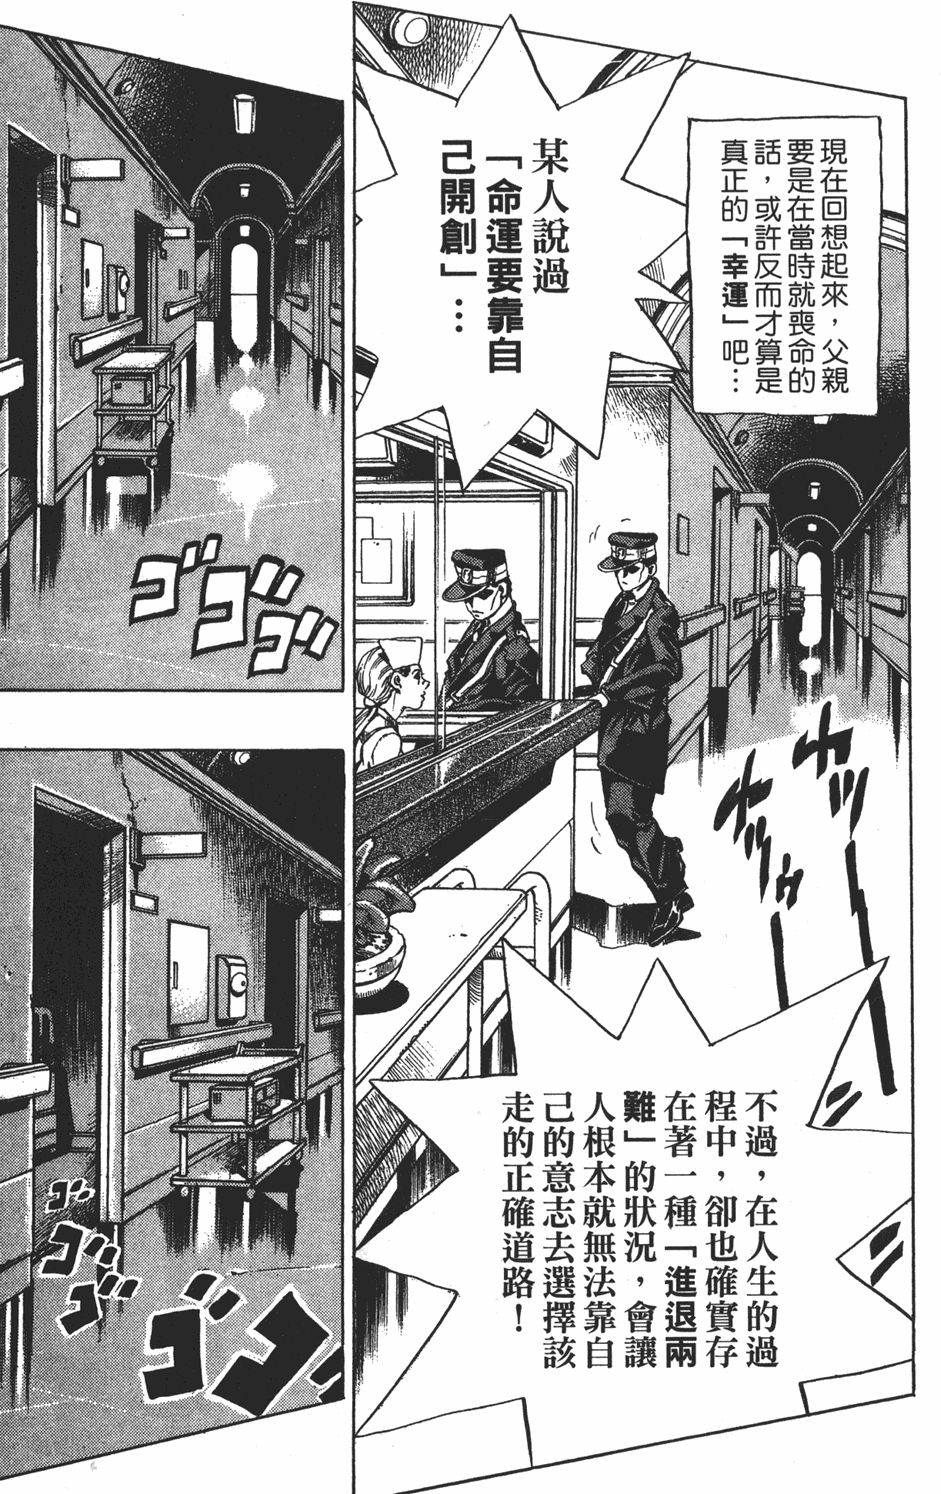 現在回想起來，父親
要是在當時就喪命的
話，或許反而才算是
真正的「幸運」吧…
某人說過
「命運要靠自
己開創」…
不過，在人生的過
程中，卻也確實存
在著一種「進退兩
難」的狀況，會讓
人根本就無法靠自
己的意志去選擇該
走的正確道路！
ゴゴゴゴ
ゴゴゴゴゴ